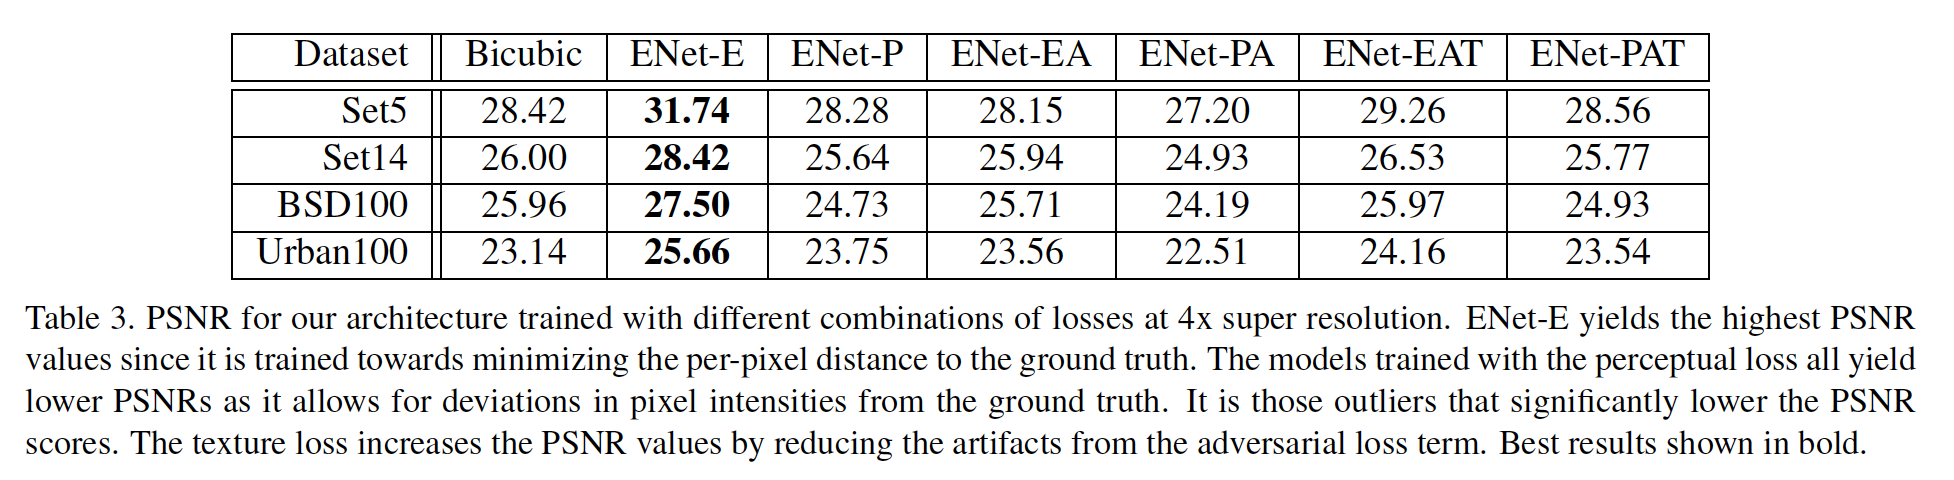 Dataset Bicubic ENet-E ENet-P ENet-EA ENet-PA ENet-EAT ENet-PAT
Set5 28.42 31.74 28.28 28.15 27.20 29.26 28.56
Set14 26.00 28.42 25.64 25.94 24.93 26.53 25.77
BSD100 25.96 27.50 24.73 25.71 24.19 25.97 24.93
Urban100 23.14 25.66 23.75 23.56 22.51 24.16 23.54
Table 3. PSNR for our architecture trained with different combinations of losses at 4x super resolution. ENet-E yields the highest PSNR
values since it is trained towards minimizing the per-pixel distance to the ground truth. The models trained with the perceptual loss all yield
lower PSNRs as it allows for deviations in pixel intensities from the ground truth. It is those outliers that significantly lower the PSNR
scores. The texture loss increases the PSNR values by reducing the artifacts from the adversarial loss term. Best results shown in bold.